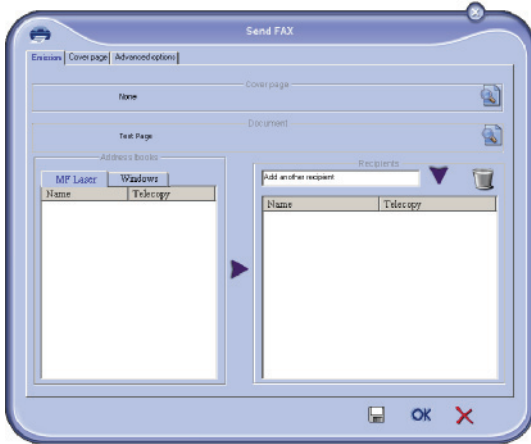 Send FAX
Emission Cover page Advanced options
Cover page
None
Document
Test Page
Address books
Recipients
MF Laser Windows
Add another recipient
Name Telecopy
Name Telecopy
OK